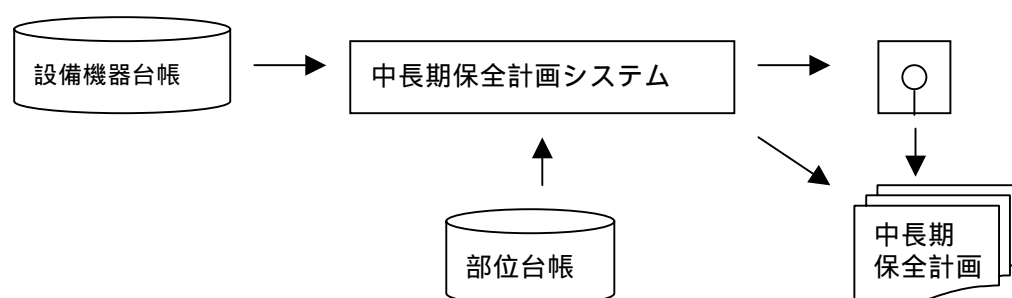 設備機器台帳
中長期保全計画システム
部位台帳
中長期
保全計画